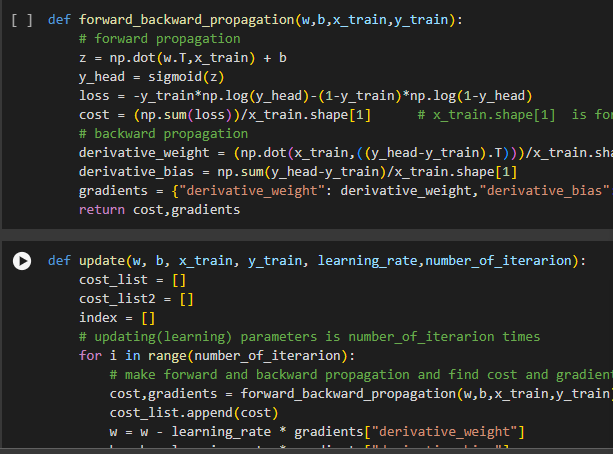 [ ] def forward_backward_propagation(w,b,x_train,y_train):
# forward propagation
z = np.dot(w.T,x_train) + b
y_head = sigmoid(z)
loss = -y_train*np.log(y_head)-(1-y_train)*np.log(1-y_head)
cost = (np.sum(loss))/x_train.shape[1] # x_train.shape[1] is for
# backward propagation
derivative_weight = (np.dot(x_train,((y_head-y_train).T)))/x_train.sha
derivative_bias = np.sum(y_head-y_train)/x_train.shape[1]
gradients = {"derivative_weight": derivative_weight,"derivative_bias"
return cost,gradients
def update(w, b, x_train, y_train, learning_rate,number_of_iterarion):
cost_list = []
cost_list2 = []
index = []
# updating(learning) parameters is number_of_iterarion times
for i in range(number_of_iterarion):
# make forward and backward propagation and find cost and gradient
cost,gradients = forward_backward_propagation(w,b,x_train,y_train)
cost_list.append(cost)
w = w - learning_rate * gradients["derivative_weight"]